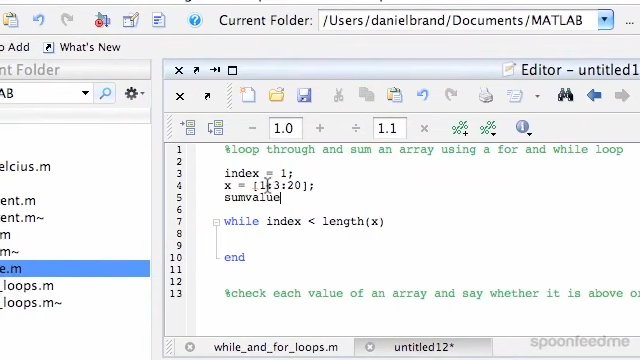 Current Folder: /Users/danielbrand/Documents/MATLAB
o Add What's New
ent Folder
AB
Editor - untitled1
1.0
1.1
1 %loop through and sum an array using a for and while loop
2
3 index = 1;
4 x = [1:3:20];
5 sumvalue
6
7 while index < length(x)
8
9
10 end
11
12
13 %check each value of an array and say whether it is above or
elcius.m
ent.m
ent.m~
.m
m~
e.m
_loops.m
_loops.m~
while_and_for_loops.m untitled12*
spoonfeedme